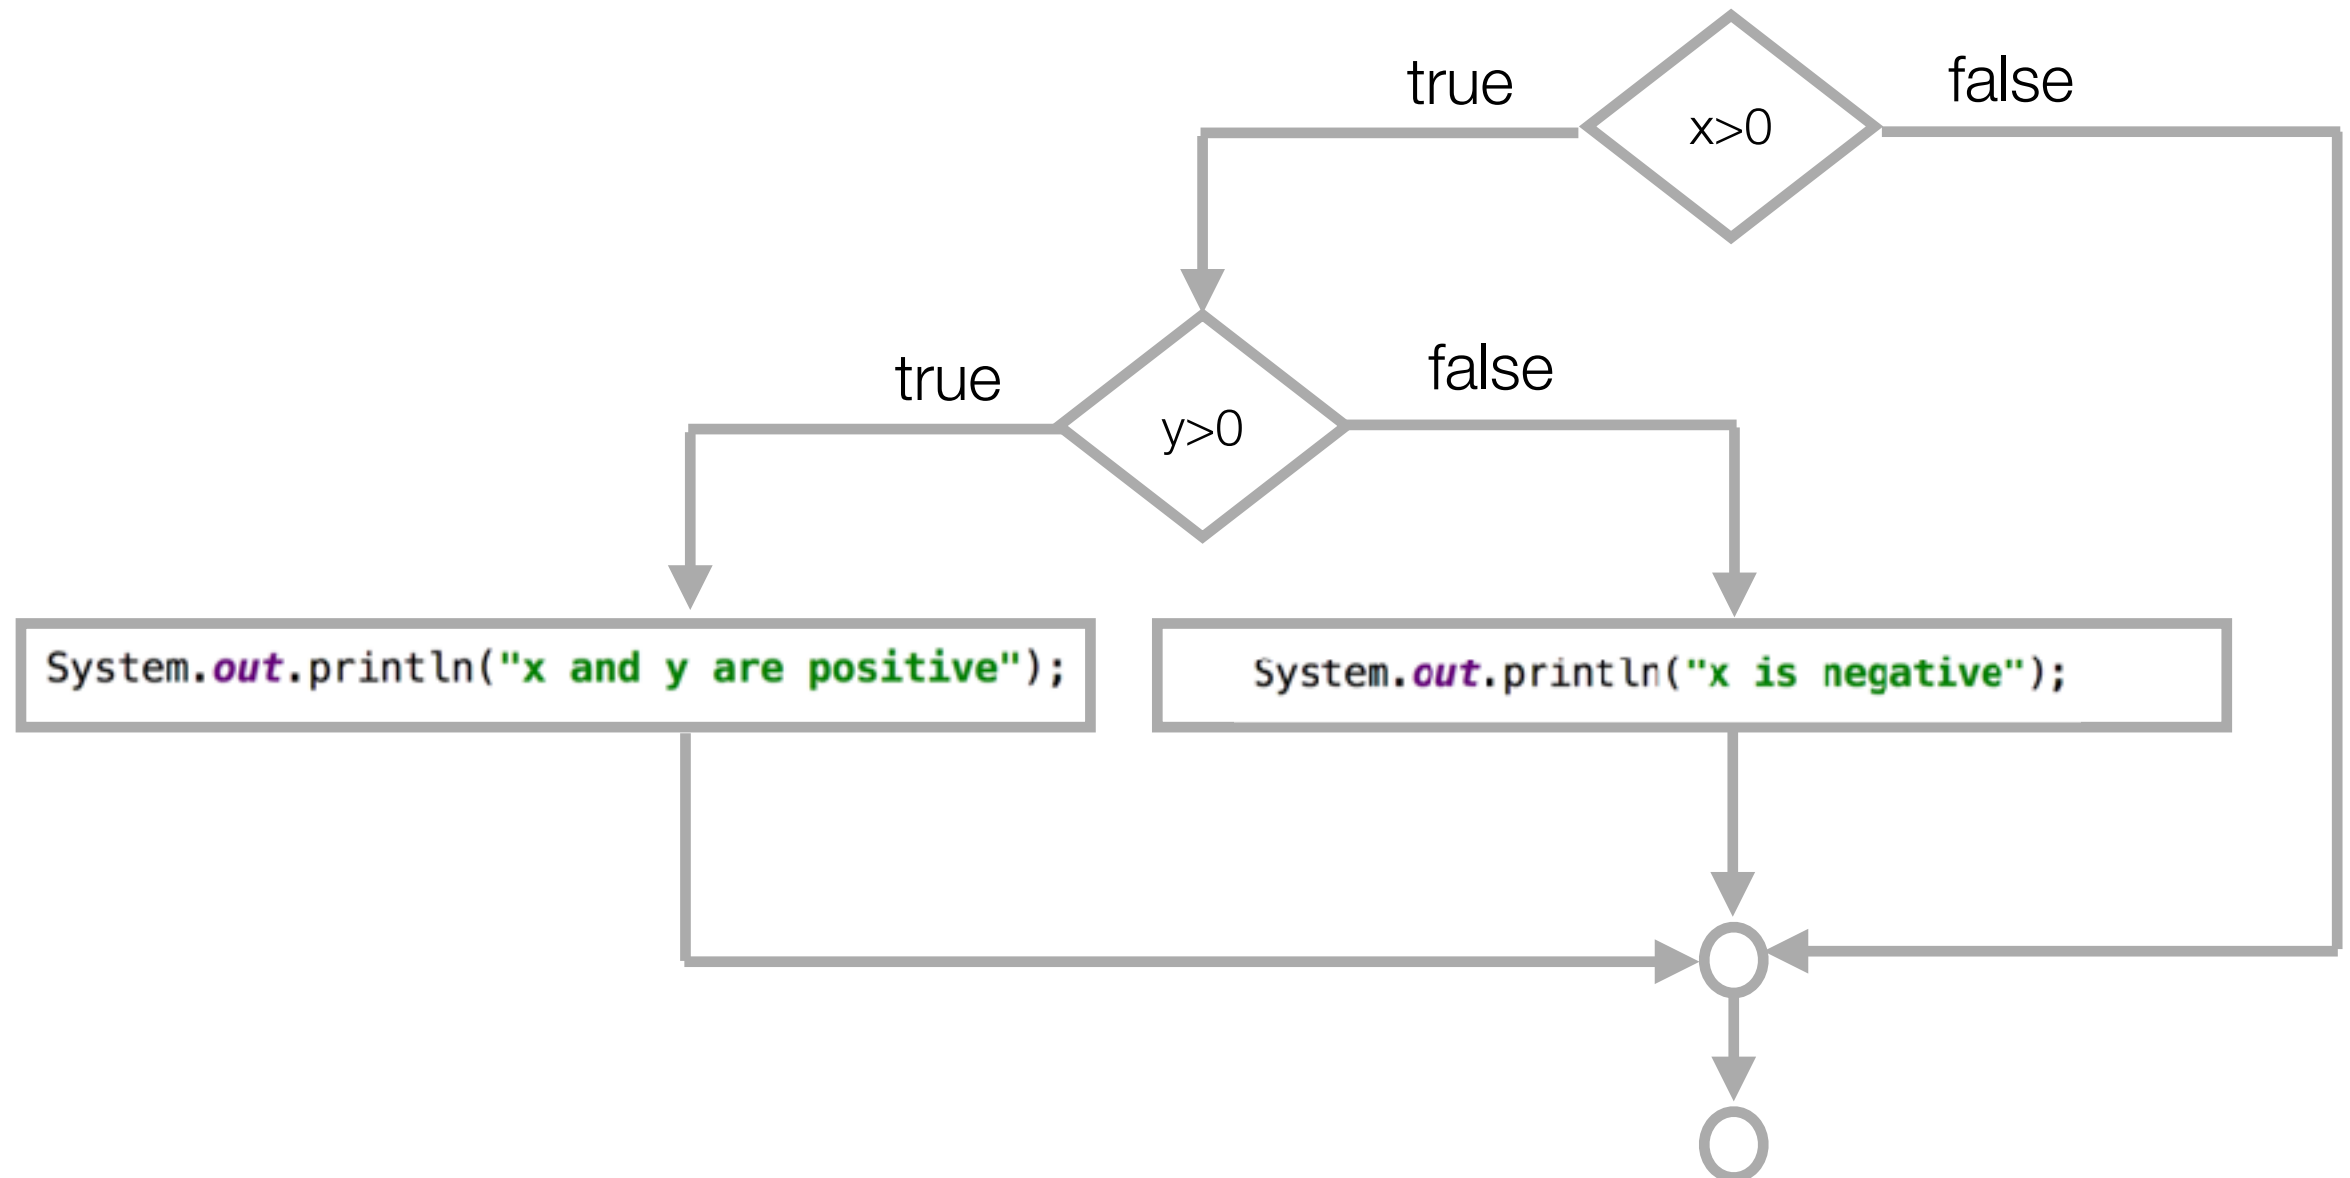 true
false
x>0
true
false
y>0
System.out.println("x and y are positive");
System.out.println("x is negative");